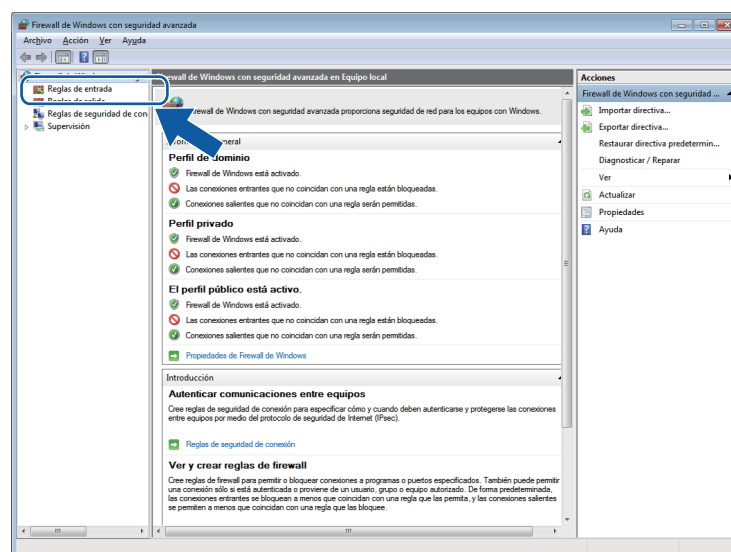 Firewall de Windows con seguridad avanzada
Archivo Acción Ver Ayuda
Reglas de entrada
Reglas de salida
Reglas de seguridad de con
Supervisión
rewall de Windows con seguridad avanzada en Equipo local
rewall de Windows con seguridad avanzada proporciona seguridad de red para los equipos con Windows.
neral
Perfil de dominio
Firewall de Windows está activado.
Las conexiones entrantes que no coincidan con una regla están bloqueadas.
Conexiones salientes que no coincidan con una regla serán permitidas.
Perfil privado
Firewall de Windows está activado.
Las conexiones entrantes que no coincidan con una regla están bloqueadas.
Conexiones salientes que no coincidan con una regla serán permitidas.
El perfil público está activo.
Firewall de Windows está activado.
Las conexiones entrantes que no coincidan con una regla están bloqueadas.
Conexiones salientes que no coincidan con una regla serán permitidas.
Propiedades de Firewall de Windows
Introducción
Autenticar comunicaciones entre equipos
Cree reglas de seguridad de conexión para especificar cómo y cuando deben autenticarse y protegerse las conexiones
entre equipos por medio del protocolo de seguridad de Internet (IPsec).
Reglas de seguridad de conexión
Ver y crear reglas de firewall
Cree reglas de firewall para permitir o bloquear conexiones a programas o puertos especificados. También puede permitir
una conexión sólo si está autenticada o proviene de un usuario, grupo o equipo autorizado. De forma predeterminada,
las conexiones entrantes se bloquean a menos que coincidan con una regla que las permita, y las conexiones salientes
se permiten a menos que coincidan con una regla que las bloquee.
Acciones
Firewall de Windows con seguridad ...
Importar directiva...
Exportar directiva...
Restaurar directiva predetermin...
Diagnosticar / Reparar
Ver
Actualizar
Propiedades
Ayuda